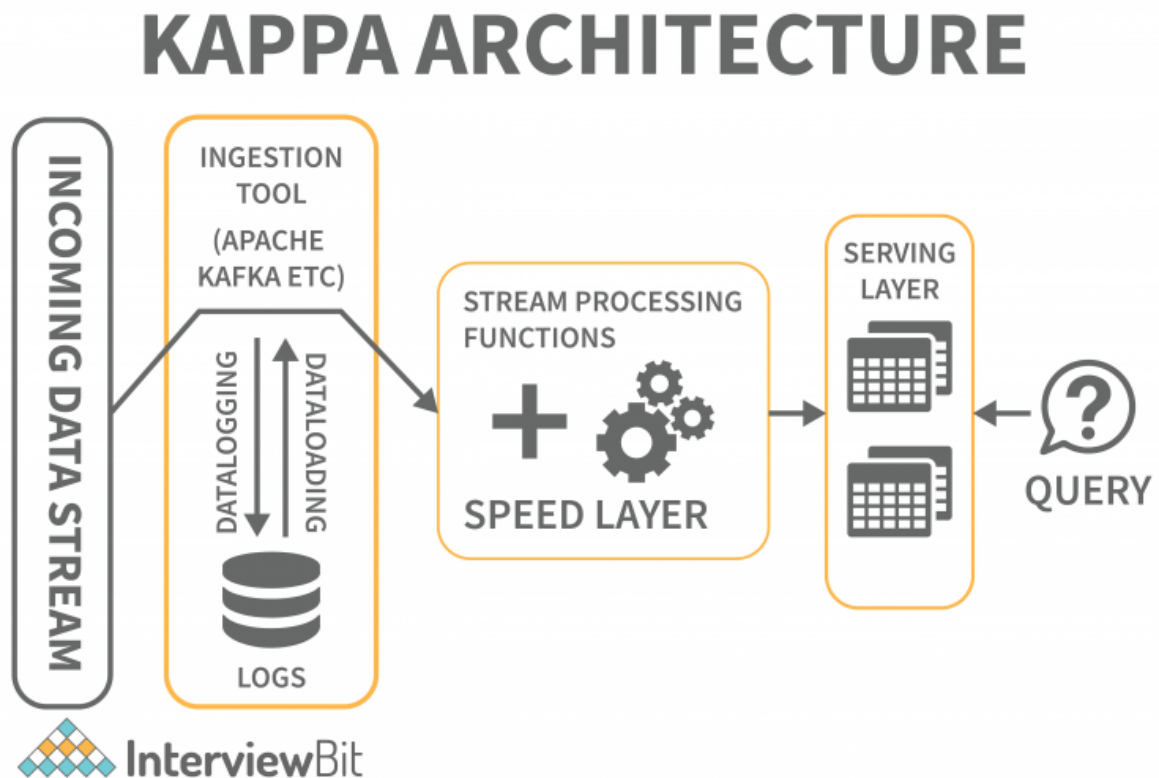 KAPPA ARCHITECTURE
INCOMING DATA STREAM
INGESTION
TOOL
(APACHE
KAFKA ETC)
DATALOGGING
DATALOADING
LOGS
STREAM PROCESSING
FUNCTIONS
SPEED LAYER
SERVING
LAYER
QUERY
InterviewBit